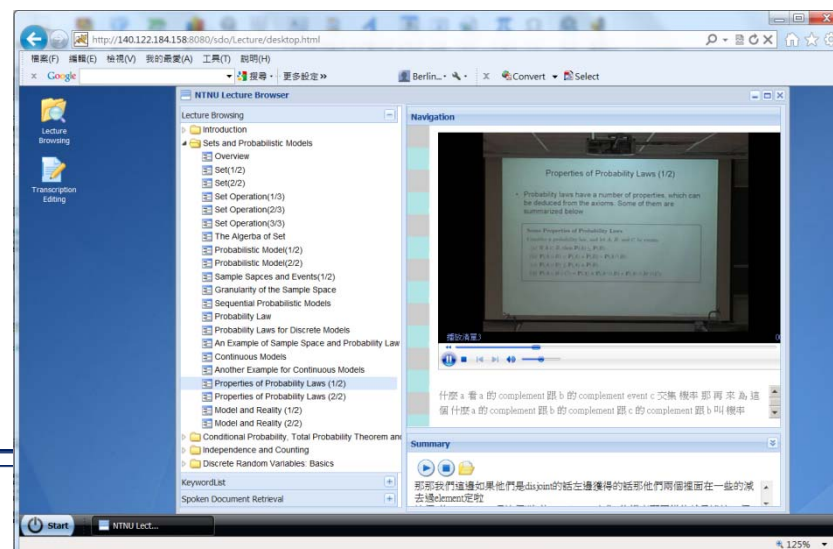 http://140.122.184.158:8080/sdo/Lecture/desktop.html
檔案(F) 編輯(E) 檢視(V) 我的最愛(A) 工具(T) 說明(H)
x Google 搜尋 更多設定 » Berlin... x Convert Select
NTNU Lecture Browser
Lecture Browsing
Transcription Editing
Lecture Browsing
Introduction
Sets and Probabilistic Models
Overview
Set(1/2)
Set(2/2)
Set Operation(1/3)
Set Operation(2/3)
Set Operation(3/3)
The Algerba of Set
Probabilistic Model(1/2)
Probabilistic Model(2/2)
Sample Sapces and Events(1/2)
Granularity of the Sample Space
Sequential Probabilistic Models
Probability Law
Probability Laws for Discrete Models
An Example of Sample Space and Probability Law
Continuous Models
Another Example for Continuous Models
Properties of Probability Laws (1/2)
Properties of Probability Laws (2/2)
Model and Reality (1/2)
Model and Reality (2/2)
Conditional Probability, Total Probability Theorem and
Independence and Counting
Discrete Random Variables: Basics
KeywordList
Spoken Document Retrieval
Navigation
Properties of Probability Laws (1/2)
• Probability laws have a number of properties, which can
be deduced from the axioms. Some of them are
summarized below
Some Properties of Probability Laws
播放清單3
什麼 a 看 a 的 complement 跟 b 的 complement event c 交集 機率 那 再 來 為 這
個 什麼 a 的 complement 跟 b 的 complement 跟 c 的 complement 跟 b 叫 機率
Summary
那那我們這邊如果他們是disjoint的話左邊獲得的話那他們兩個裡面在一些的減
去過element定啦
Start NTNU Lect...
125%